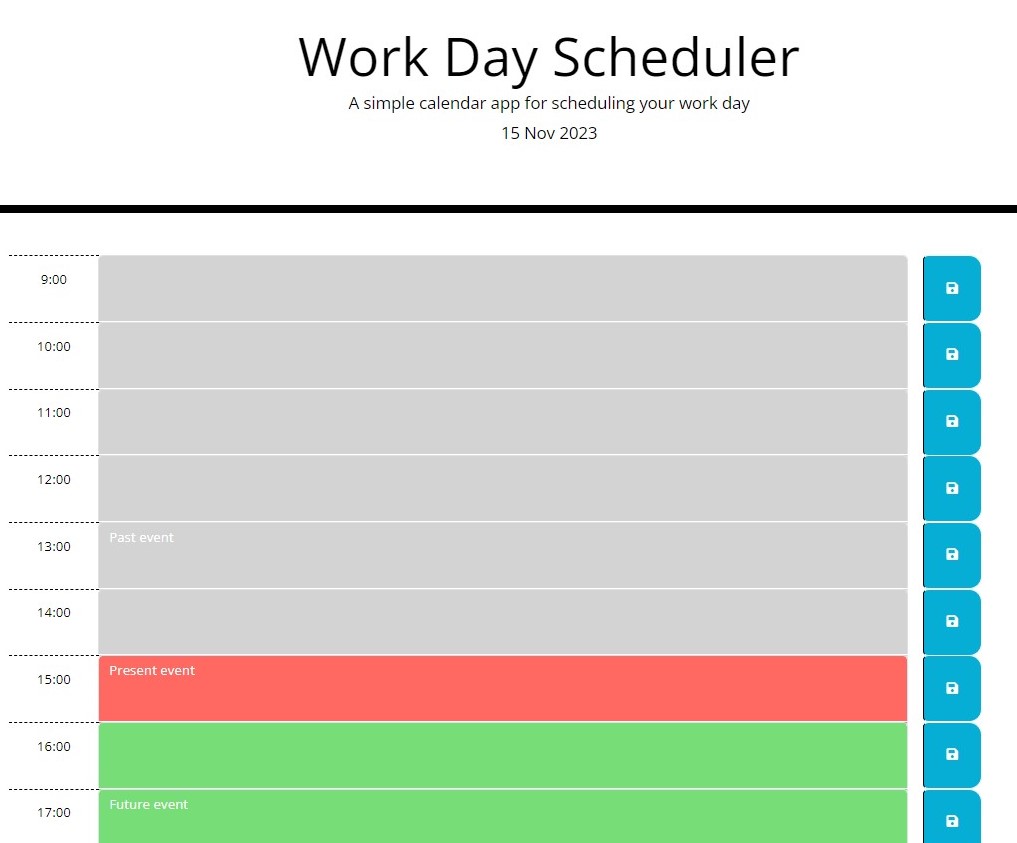 Work Day Scheduler
A simple calendar app for scheduling your work day
15 Nov 2023
9:00
10:00
11:00
12:00
13:00 Past event
14:00
15:00 Present event
16:00
17:00 Future event